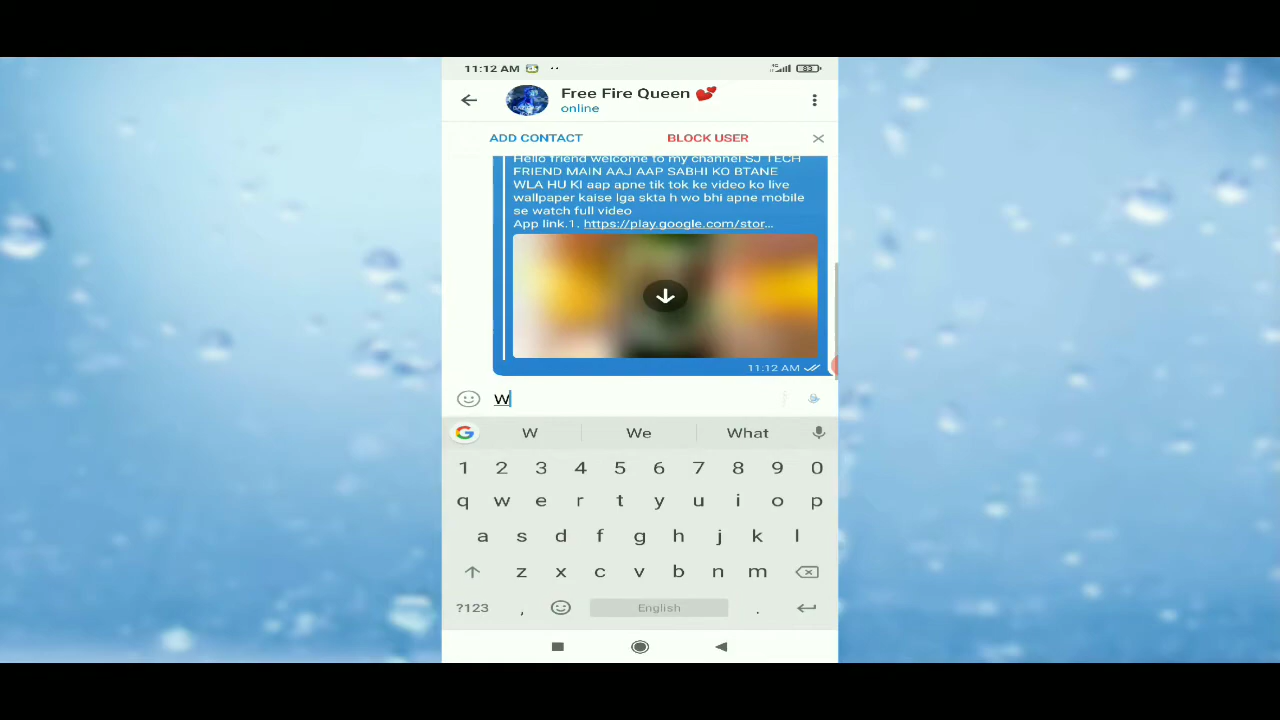 11:12 AM
4G 83
Free Fire Queen 💕
online
ADD CONTACT BLOCK USER
Hello friend welcome to my channel SJ TECH
FRIEND MAIN AAJ AAP SABHI KO BTANE
WLA HU KI aap apne tik tok ke video ko live
wallpaper kaise lga skta h wo bhi apne mobile
se watch full video
App link.1. https://play.google.com/stor...
11:12 AM
W
W We What
1 2 3 4 5 6 7 8 9 0
q w e r t y u i o p
a s d f g h j k l
z x c v b n m
?123 , English .